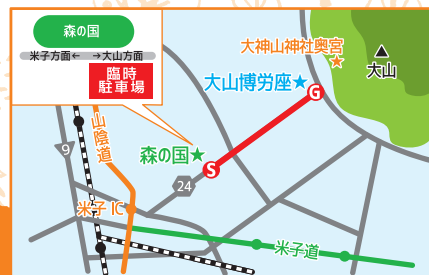 森の国
米子方面← →大山方面
臨時
駐車場
大神山神社奥宮
大山
大山博労座
G
山陰道
9
森の国
S
24
米子IC
米子道